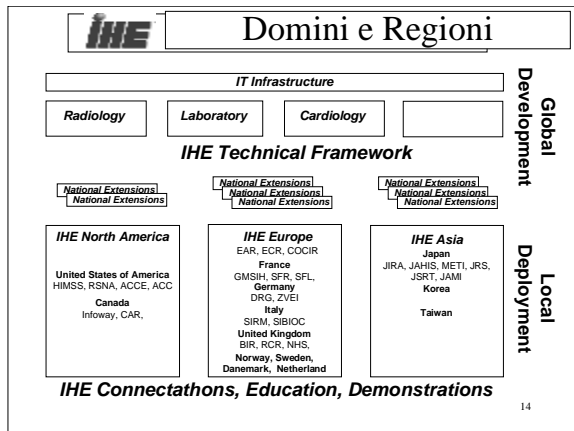 IHE
Domini e Regioni
IT Infrastructure
Radiology
Laboratory
Cardiology
IHE Technical Framework
Global
Development
National Extensions
National Extensions
National Extensions
National Extensions
National Extensions
National Extensions
National Extensions
National Extensions
IHE North America
United States of America
HIMSS, RSNA, ACCE, ACC
Canada
Infoway, CAR,
IHE Europe
EAR, ECR, COCIR
France
GMSIH, SFR, SFL,
Germany
DRG, ZVEI
Italy
SIRM, SIBIOC
United Kingdom
BIR, RCR, NHS,
Norway, Sweden,
Danemark, Netherland
IHE Asia
Japan
JIRA, JAHIS, METI, JRS,
JSRT, JAMI
Korea
Taiwan
Local
Deployment
IHE Connectathons, Education, Demonstrations
14